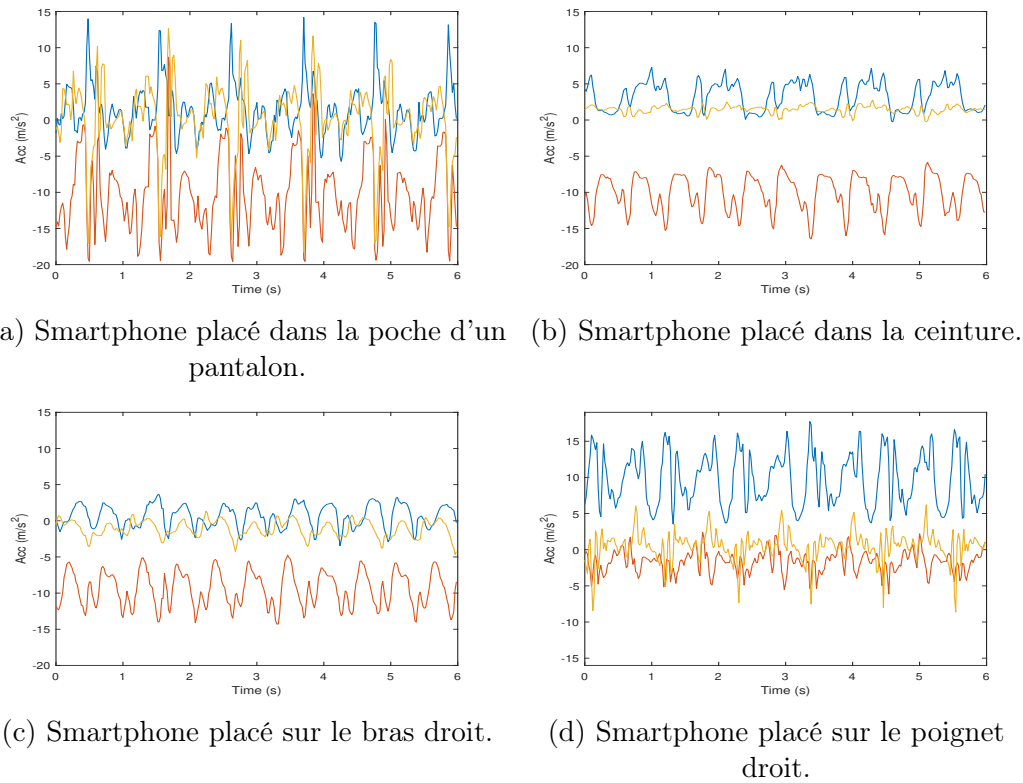 15
10
5
0
-5
-10
-15
-20
Acc (m/s²)
0 1 2 3 4 5 6
Time (s)
a) Smartphone placé dans la poche d'un
pantalon.
15
10
5
0
-5
-10
-15
-20
Acc (m/s²)
0 1 2 3 4 5 6
Time (s)
(b) Smartphone placé dans la ceinture.
15
10
5
0
-5
-10
-15
-20
Acc (m/s²)
0 1 2 3 4 5 6
Time (s)
(c) Smartphone placé sur le bras droit.
15
10
5
0
-5
-10
-15
Acc (m/s²)
0 1 2 3 4 5 6
Time (s)
(d) Smartphone placé sur le poignet
droit.